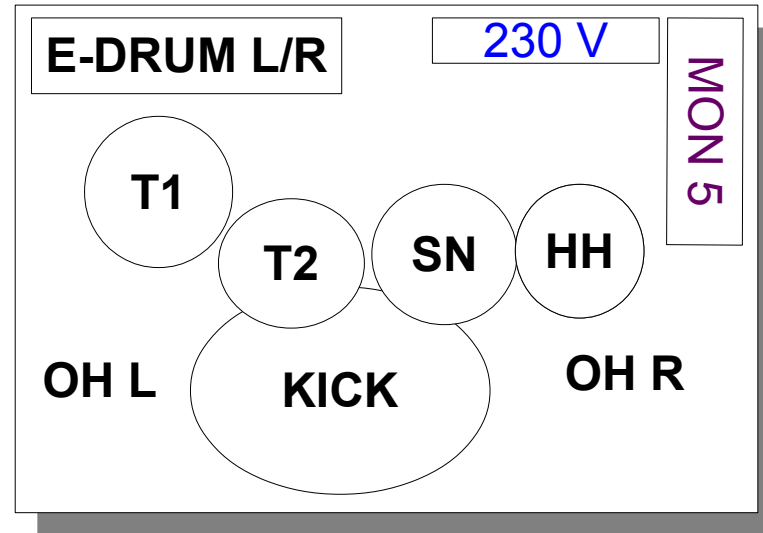 E-DRUM L/R
230 V
MON 5
T1
T2
SN
HH
OH L
KICK
OH R